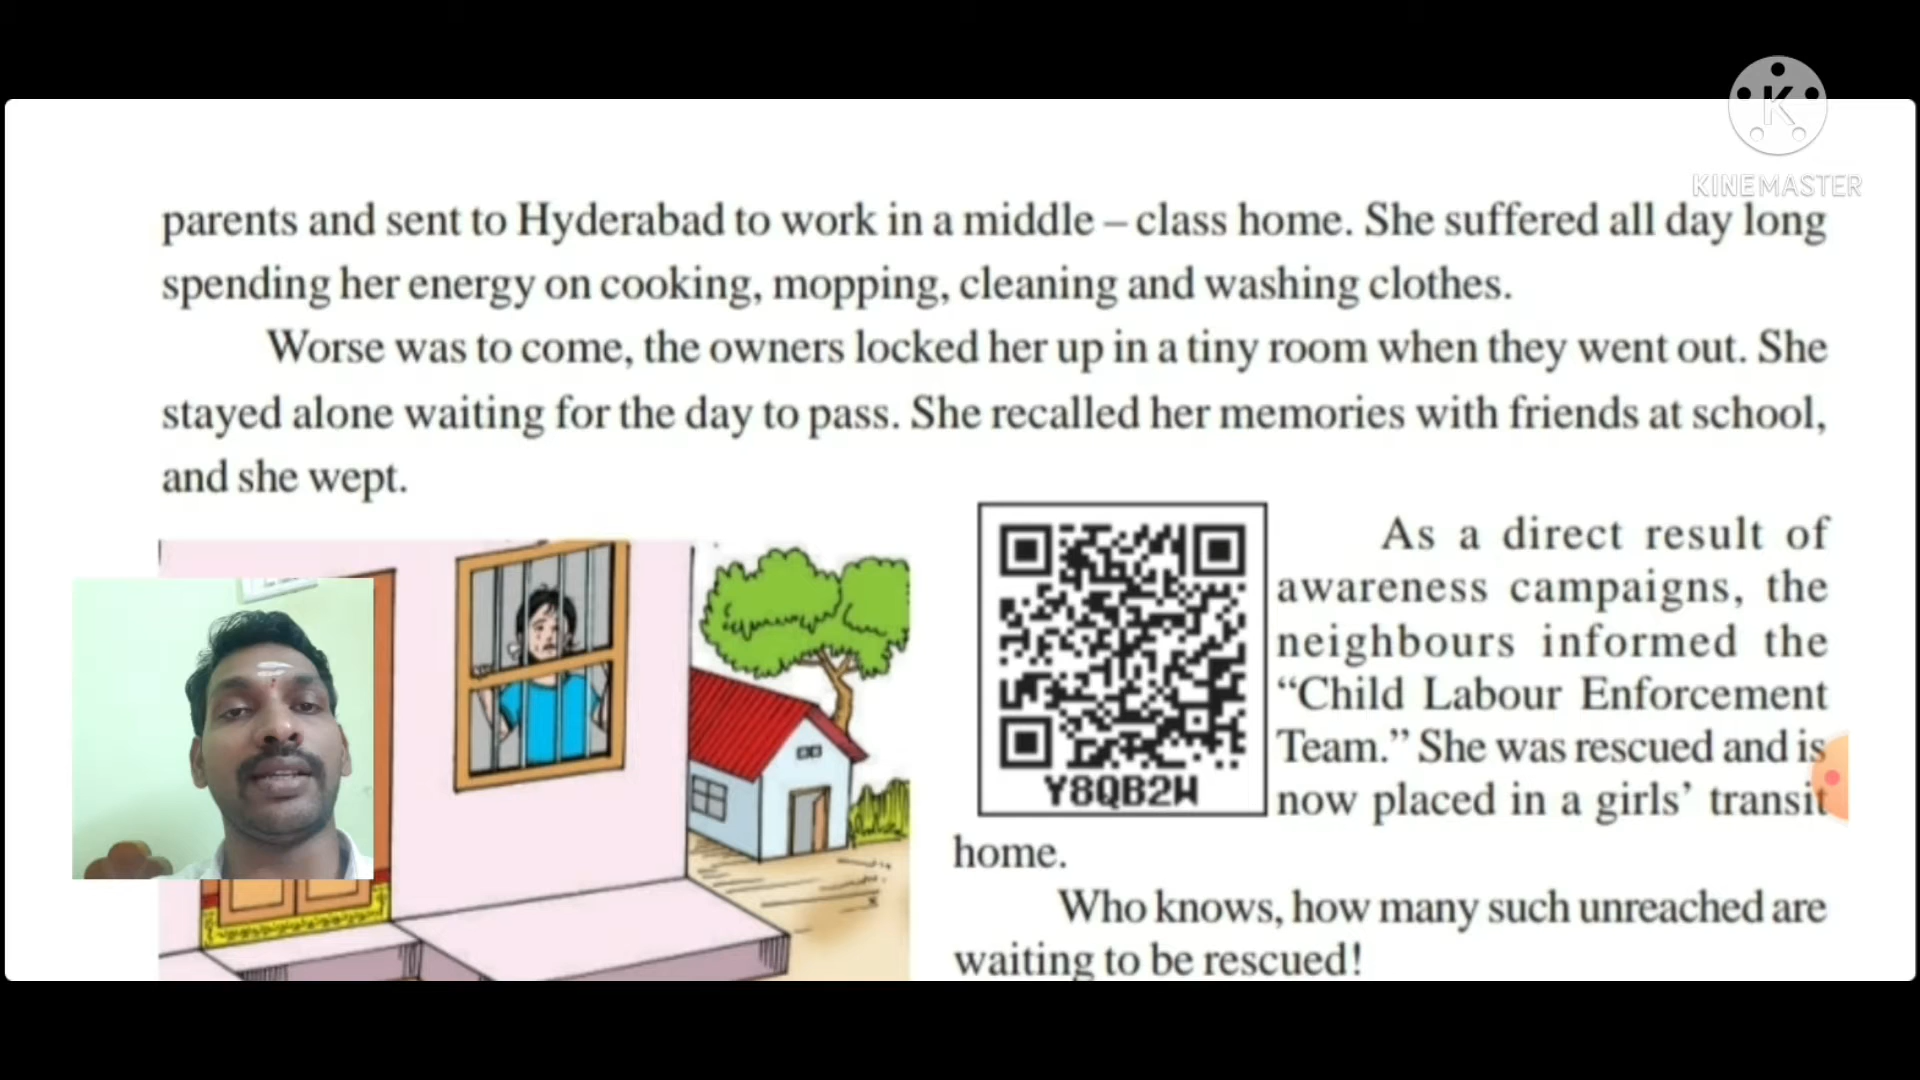 KINEMASTER
parents and sent to Hyderabad to work in a middle – class home. She suffered all day long
spending her energy on cooking, mopping, cleaning and washing clothes.
Worse was to come, the owners locked her up in a tiny room when they went out. She
stayed alone waiting for the day to pass. She recalled her memories with friends at school,
and she wept.
As a direct result of
awareness campaigns, the
neighbours informed the
“Child Labour Enforcement
Team.” She was rescued and is
now placed in a girls’ transit
Y8QB2W
home.
Who knows, how many such unreached are
waiting to be rescued!